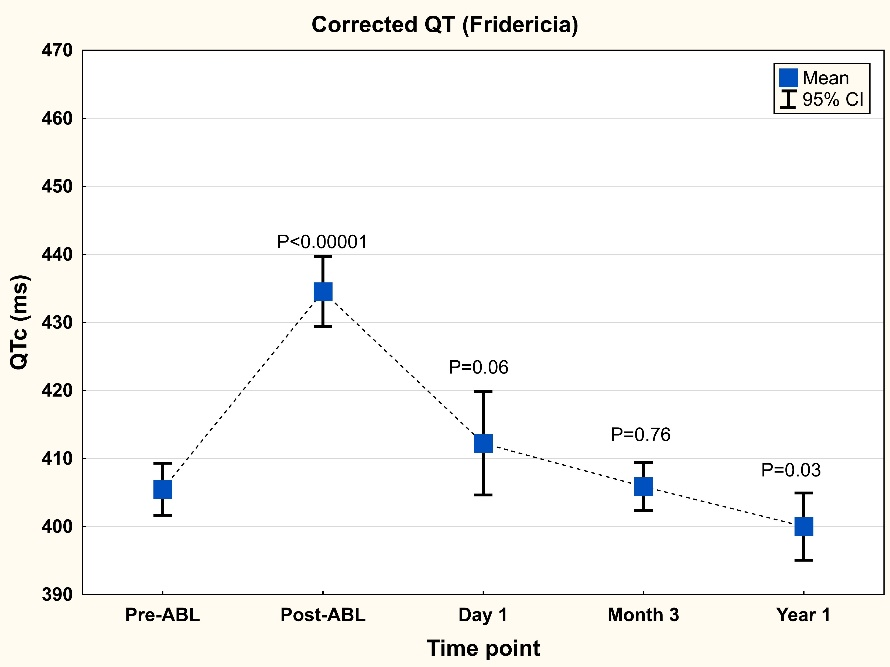 Corrected QT (Fridericia)
470
Mean
95% CI
460
450
440
P<0.00001
430
420
P=0.06
410
P=0.76
P=0.03
400
390
QTc (ms)
Pre-ABL Post-ABL Day 1 Month 3 Year 1
Time point